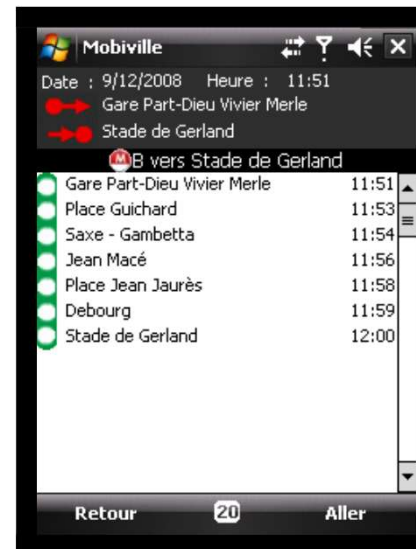 Mobiville
Date : 9/12/2008 Heure : 11:51
Gare Part-Dieu Vivier Merle
Stade de Gerland
M B vers Stade de Gerland
Gare Part-Dieu Vivier Merle 11:51
Place Guichard 11:53
Saxe - Gambetta 11:54
Jean Macé 11:56
Place Jean Jaurès 11:58
Debourg 11:59
Stade de Gerland 12:00
Retour 20 Aller